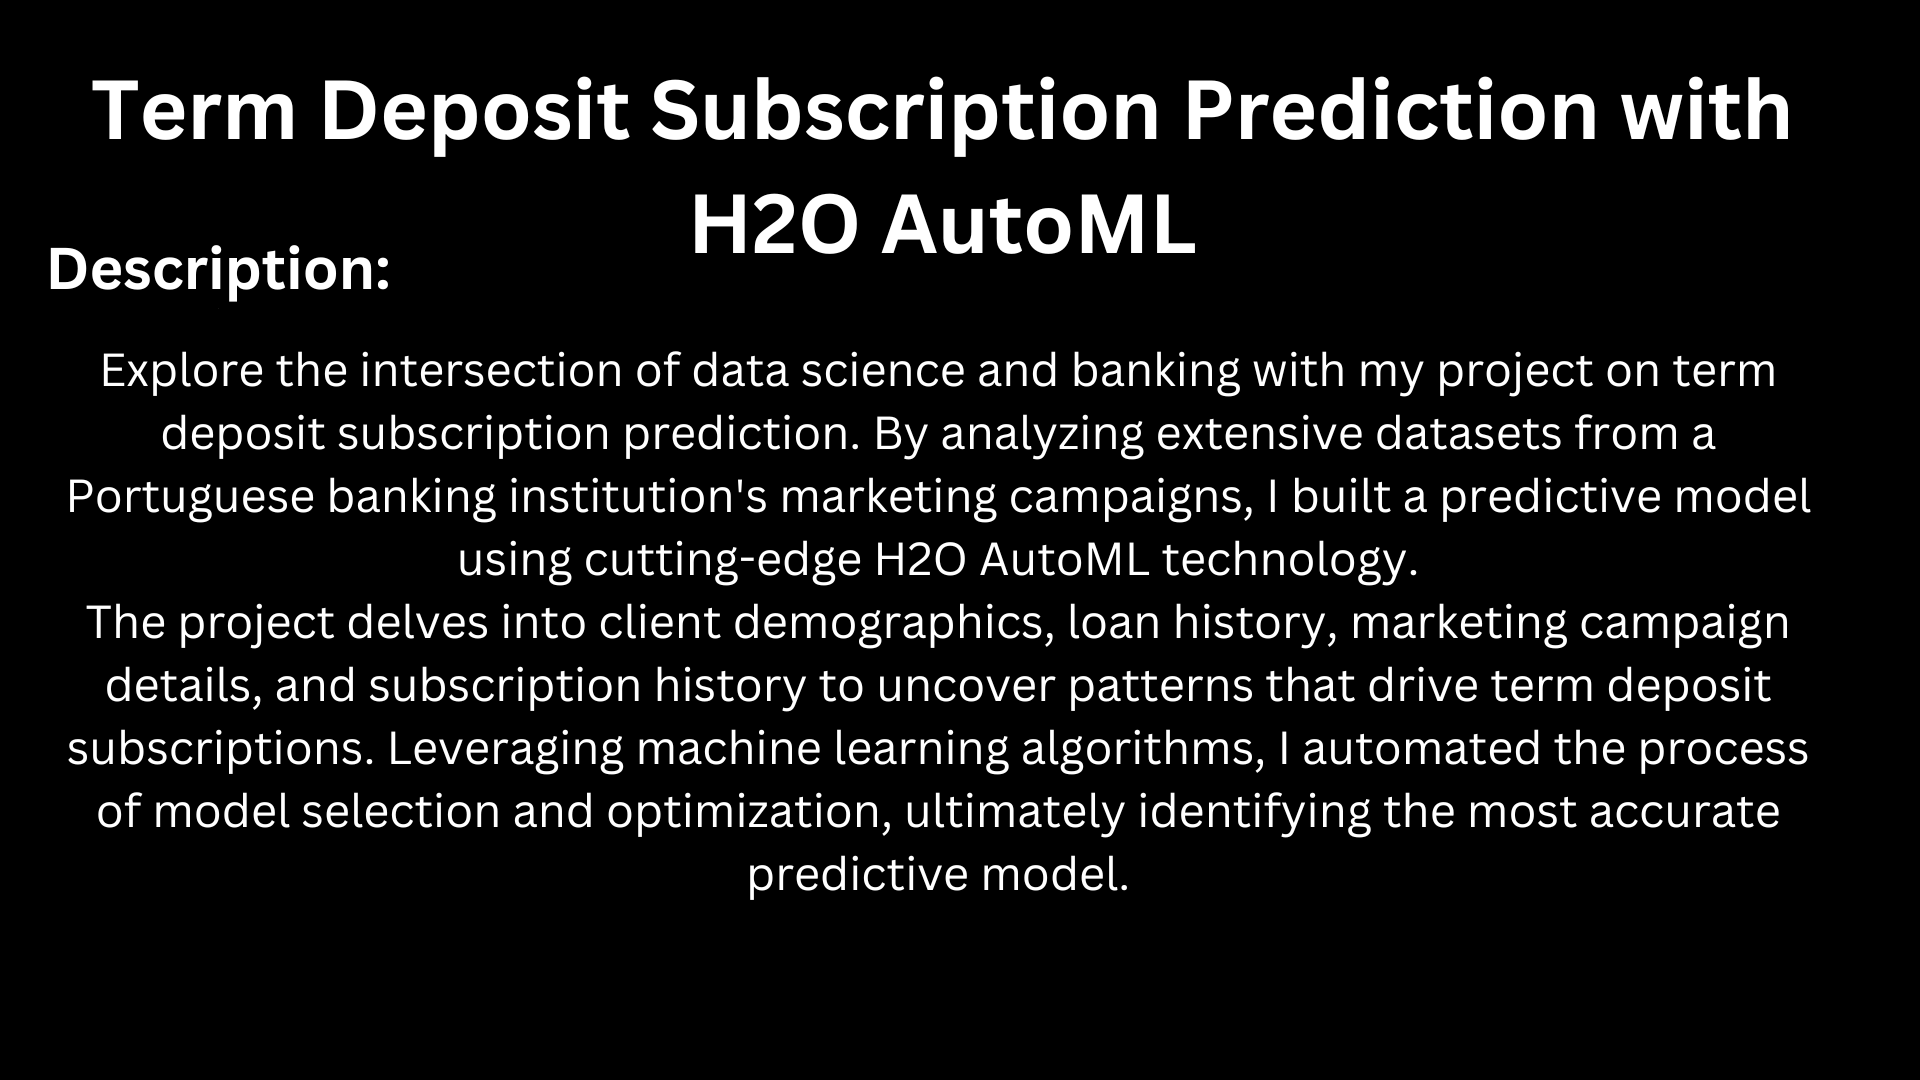 Term Deposit Subscription Prediction with
H2O AutoML
Description:
Explore the intersection of data science and banking with my project on term
deposit subscription prediction. By analyzing extensive datasets from a
Portuguese banking institution's marketing campaigns, I built a predictive model
using cutting-edge H2O AutoML technology.
The project delves into client demographics, loan history, marketing campaign
details, and subscription history to uncover patterns that drive term deposit
subscriptions. Leveraging machine learning algorithms, I automated the process
of model selection and optimization, ultimately identifying the most accurate
predictive model.